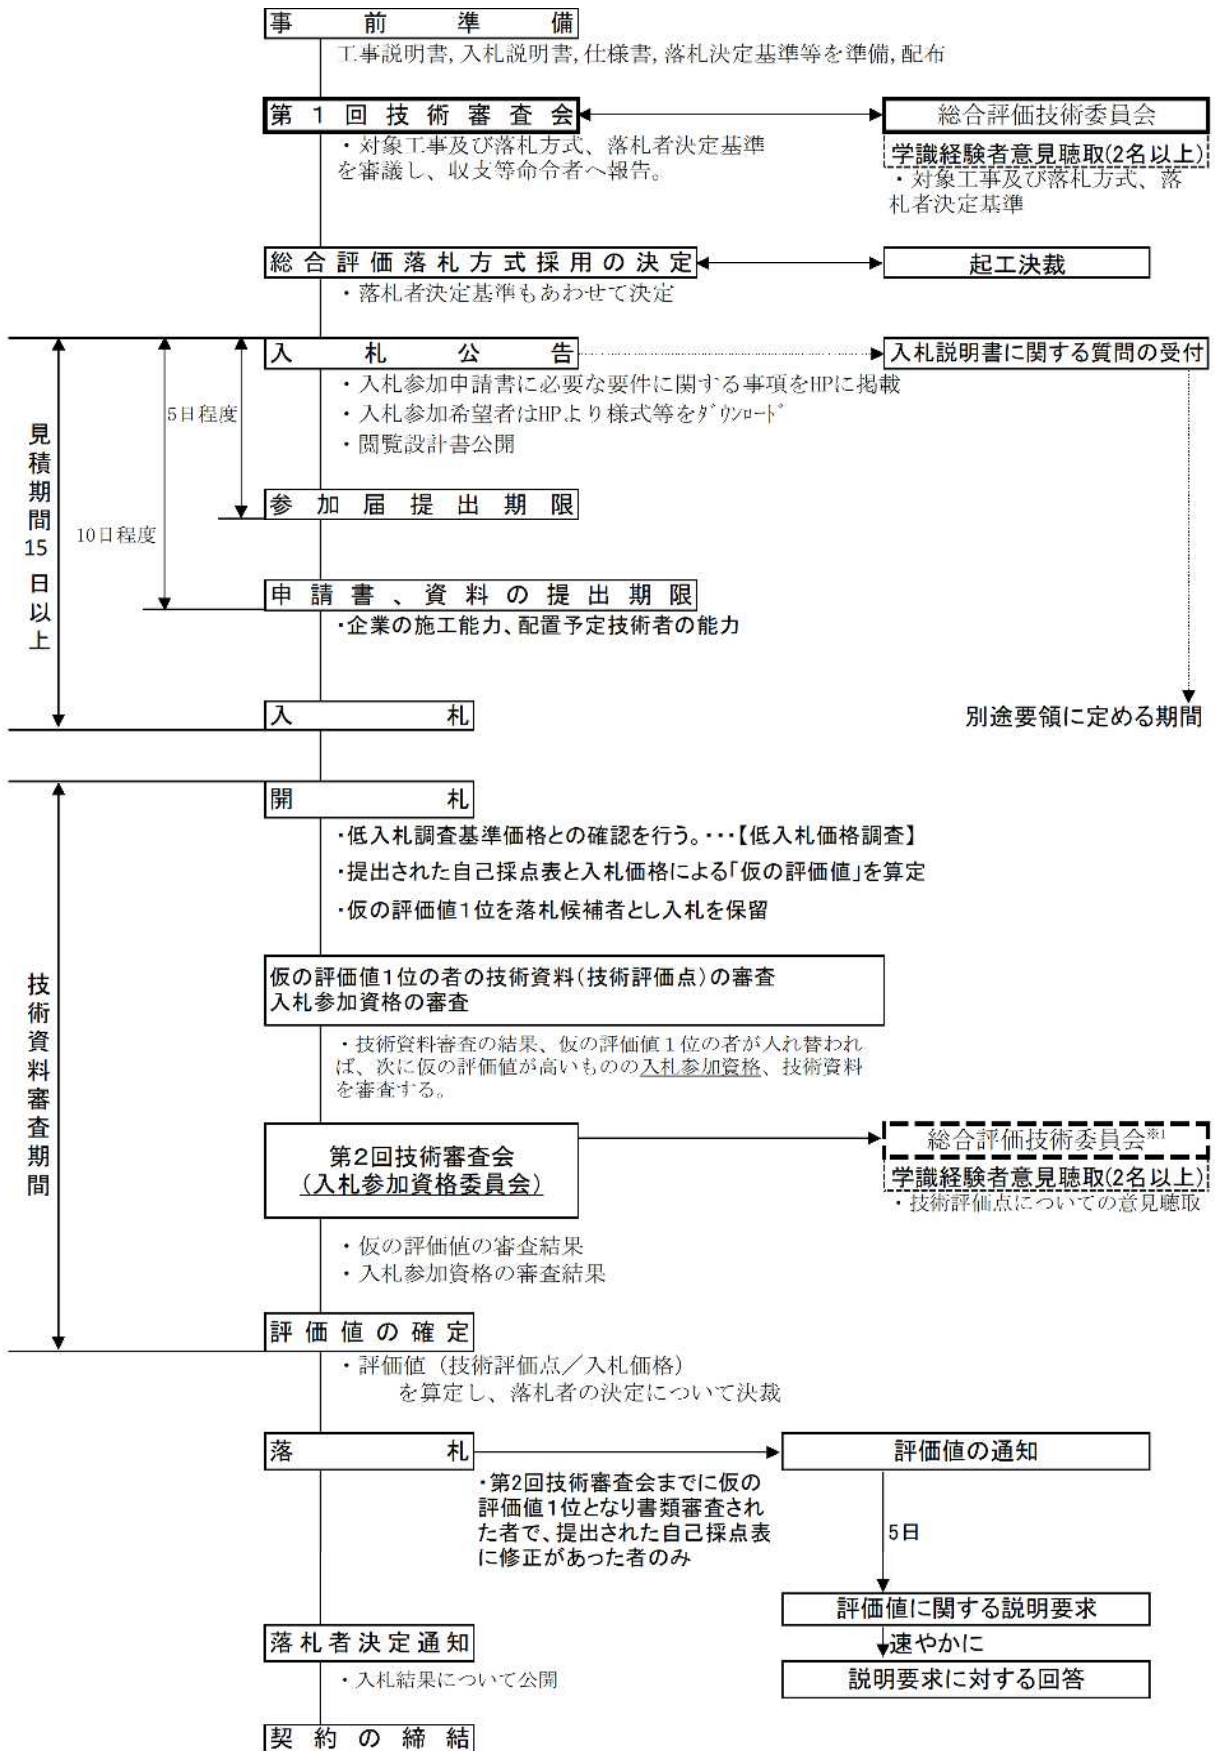 事前準備
工事説明書,入札説明書,仕様書,落札決定基準等を準備,配布
第1回技術審査会
総合評価技術委員会
・対象工事及び落札方式、落札者決定基準
を審議し、収支等命令者へ報告。
学識経験者意見聴取(2名以上)
・対象工事及び落札方式、落
札者決定基準
総合評価落札方式採用の決定
起工決裁
・落札者決定基準もあわせて決定
入札公告
入札説明書に関する質問の受付
・入札参加申請書に必要な要件に関する事項をHPに掲載
・入札参加希望者はHPより様式等をﾀﾞｳﾝﾛｰﾄﾞ
・閲覧設計書公開
5日程度
見積期間15日以上
参加届提出期限
10日程度
申請書、資料の提出期限
・企業の施工能力、配置予定技術者の能力
入札
別途要領に定める期間
開札
・低入札調査基準価格との確認を行う。・・・【低入札価格調査】
・提出された自己採点表と入札価格による「仮の評価値」を算定
・仮の評価値1位を落札候補者とし入札を保留
技術資料審査期間
仮の評価値1位の者の技術資料(技術評価点)の審査
入札参加資格の審査
・技術資料審査の結果、仮の評価値１位の者が入れ替われ
ば、次に仮の評価値が高いものの入札参加資格、技術資料
を審査する。
第2回技術審査会
(入札参加資格委員会)
総合評価技術委員会※1
学識経験者意見聴取(2名以上)
・技術評価点についての意見聴取
・仮の評価値の審査結果
・入札参加資格の審査結果
評価値の確定
・評価値（技術評価点／入札価格）
を算定し、落札者の決定について決裁
落札
評価値の通知
・第2回技術審査会までに仮の
評価値1位となり書類審査され
た者で、提出された自己採点表
に修正があった者のみ
5日
評価値に関する説明要求
落札者決定通知
速やかに
・入札結果について公開
説明要求に対する回答
契約の締結